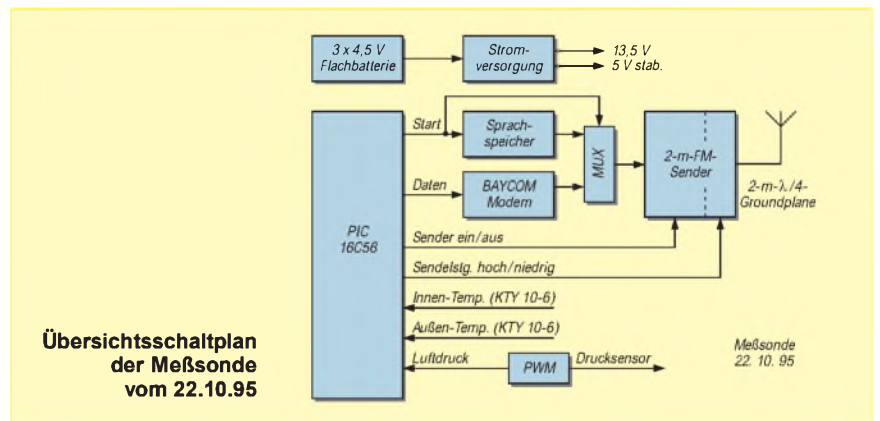 3 x 4,5 V
Flachbatterie
Strom-
versorgung
13,5 V
5 V stab.
Start
Sprach-
speicher
MUX
2-m-FM-
Sender
2-m-λ/4-
Groundplane
Daten
BAYCOM
Modem
PIC
16C56
Sender ein/aus
Sendelstg. hoch/niedrig
Innen-Temp. (KTY 10-6)
Außen-Temp. (KTY 10-6)
Luftdruck
PWM
Drucksensor
Meßsonde
22. 10. 95
Übersichtsschaltplan
der Meßsonde
vom 22.10.95